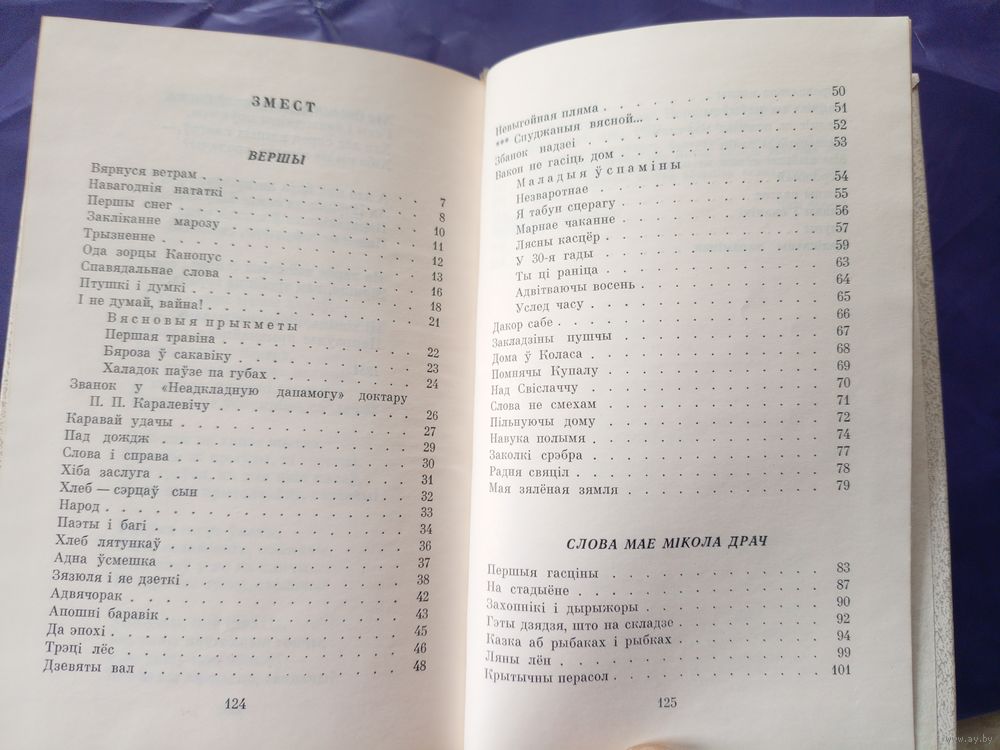 ЗМЕСТ
ВЕРШЫ
Вярнуся ветрам . . . . . . . . . . 7
Навагоднія нататкі . . . . . . . . . . 8
Першы снег . . . . . . . . . . 10
Закліканне марозу . . . . . . . . . . 11
Трызненне . . . . . . . . . . 12
Ода зорцы Канопус . . . . . . . . . . 13
Спавядальнае слова . . . . . . . . . . 16
Птушкі і думкі . . . . . . . . . . 18
І не думай, вайна! . . . . . . . . . . 21
Вясновыя прыкметы
Першая травіна . . . . . . . . . . 22
Бяроза ў сакавіку . . . . . . . . . . 23
Халадок паўзе па губах . . . . . . . . 24
Званок у «Неадкладную дапамогу» доктару
П. П. Каралевічу . . . . . . . . . . 26
Каравай удачы . . . . . . . . . . 27
Пад дождж . . . . . . . . . . 29
Слова і справа . . . . . . . . . . 30
Хіба заслуга . . . . . . . . . . 31
Хлеб — сэрцаў сын . . . . . . . . . . 32
Народ . . . . . . . . . . 33
Паэты і багі . . . . . . . . . . 34
Хлеб лятункаў . . . . . . . . . . 36
Адна ўсмешка . . . . . . . . . . 37
Зязюля і яе дзеткі . . . . . . . . . . 38
Адвячорак . . . . . . . . . . 42
Апошні баравік . . . . . . . . . . 43
Да эпохі . . . . . . . . . . 45
Трэці лёс . . . . . . . . . . 46
Дзевяты вал . . . . . . . . . . 48
124
Невыгойная пляма . . . . . . . . . . 50
*** Спуджаныя вясной... . . . . . . . . . 51
Збанок надзеі . . . . . . . . . . 52
Вакон не гасіць дом . . . . . . . . . . 53
Маладыя ўспаміны
Незваротнае . . . . . . . . . . 54
Я табун сцерагу . . . . . . . . . . 55
Марнае чаканне . . . . . . . . . . 56
Лясны касцёр . . . . . . . . . . 57
У 30-я гады . . . . . . . . . . 59
Ты ці раніца . . . . . . . . . . 63
Адвітваючы восень . . . . . . . . . . 64
Услед часу . . . . . . . . . . 65
Дакор сабе . . . . . . . . . . 66
Закладзіны пушчы . . . . . . . . . . 67
Дома ў Коласа . . . . . . . . . . 68
Помнячы Купалу . . . . . . . . . . 69
Над Свіслаччу . . . . . . . . . . 70
Слова не смехам . . . . . . . . . . 71
Пільнуючы дому . . . . . . . . . . 72
Навука полымя . . . . . . . . . . 74
Заколкі срэбра . . . . . . . . . . 77
Радня свяціл . . . . . . . . . . 78
Мая зялёная зямля . . . . . . . . . . 79
СЛОВА МАЕ МІКОЛА ДРАЧ
Першыя гасціны . . . . . . . . . . 83
На стадыёне . . . . . . . . . . 87
Захопнікі і дырыжоры . . . . . . . . . . 90
Гэты дзядзя, што на складзе . . . . . . . . 92
Казка аб рыбаках і рыбках . . . . . . . . 94
Ляны лён . . . . . . . . . . 99
Крытычны перасол . . . . . . . . . . 101
125
www.ay.by